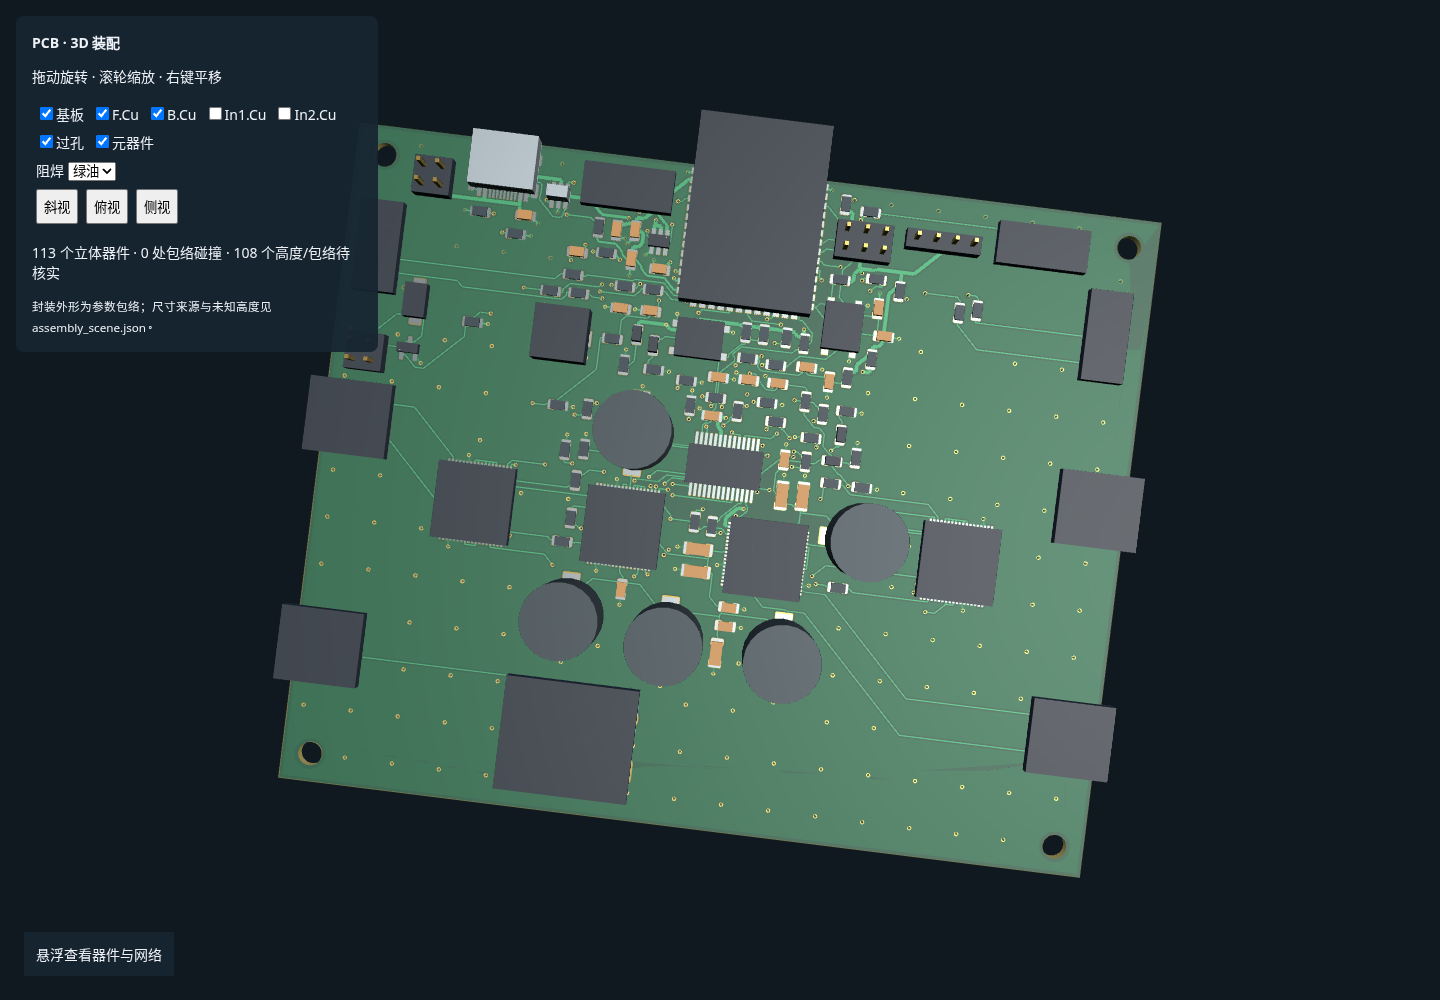 PCB · 3D 装配
拖动旋转 · 滚轮缩放 · 右键平移
基板 F.Cu B.Cu In1.Cu In2.Cu
过孔 元器件
阻焊 绿油
斜视 俯视 侧视
113 个立体器件 · 0 处包络碰撞 · 108 个高度/包络待
核实
封装外形为参数包络；尺寸来源与未知高度见
assembly_scene.json。
悬浮查看器件与网络